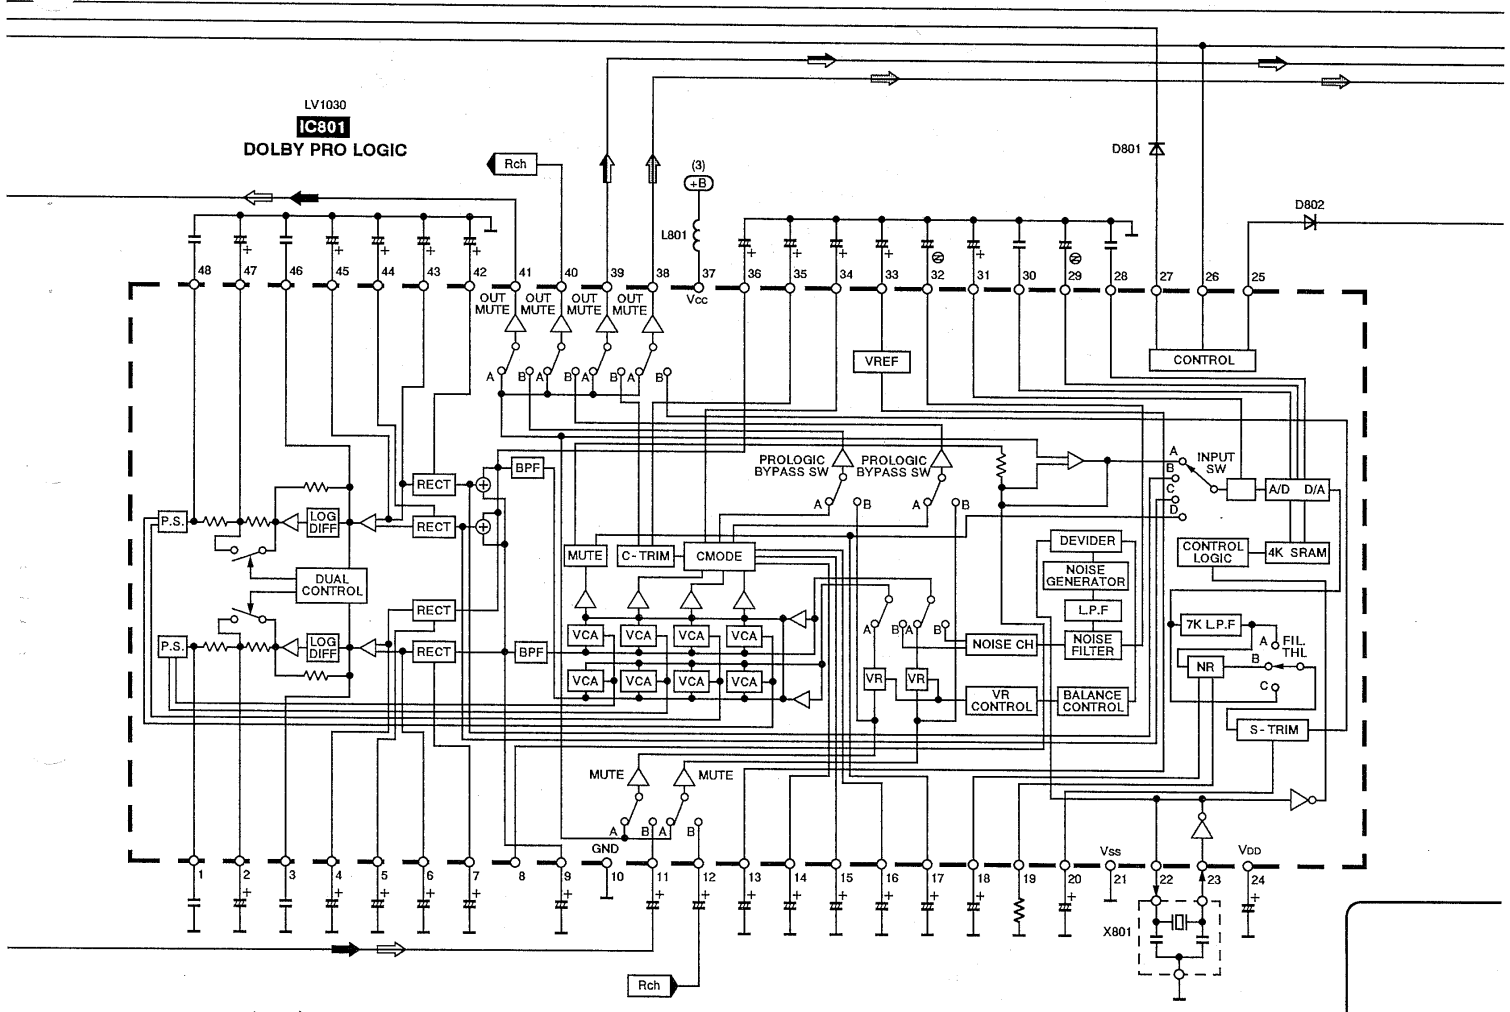 LV1030
IC801
DOLBY PRO LOGIC
Rch
(3)
+B
L801
D801
D802
48 47 46 45 44 43 42 41 40 39 38 37 36 35 34 33 32 31 30 29 28 27 26 25
Vcc
OUT MUTE
OUT MUTE
OUT MUTE
OUT MUTE
A B A B A B A B
VREF
CONTROL
PROLOGIC BYPASS SW
PROLOGIC BYPASS SW
A B A B
INPUT SW
A
B
C
D
A/D D/A
RECT
BPF
RECT
P.S.
LOG DIFF
MUTE
C-TRIM
CMODE
DEVIDER
CONTROL LOGIC
4K SRAM
DUAL CONTROL
NOISE GENERATOR
L.P.F
RECT
7K L.P.F
FIL THL
A
B
C
P.S.
LOG DIFF
RECT
BPF
VCA VCA VCA VCA
VCA VCA VCA VCA
A B A B
NOISE CH
NOISE FILTER
NR
VR VR
VR CONTROL
BALANCE CONTROL
S-TRIM
MUTE
MUTE
A B A B
GND
Vss
VDD
1 2 3 4 5 6 7 8 9 10 11 12 13 14 15 16 17 18 19 20 21 22 23 24
X801
Rch